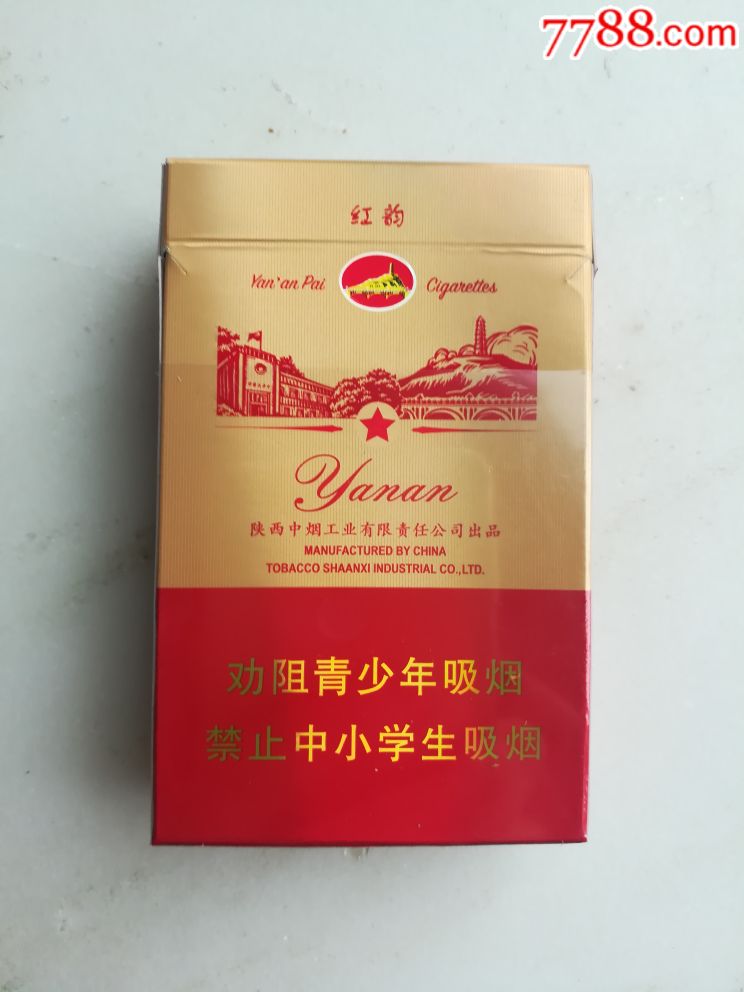 7788.com
红韵
Yan'an Pai Cigarettes
Yanan
陕西中烟工业有限责任公司出品
MANUFACTURED BY CHINA
TOBACCO SHAANXI INDUSTRIAL CO.,LTD.
劝阻青少年吸烟
禁止中小学生吸烟